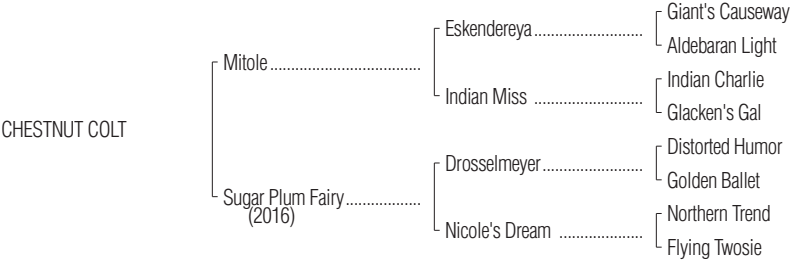 Giant's Causeway
Eskendereya........................
Aldebaran Light
Mitole ..................................
Indian Charlie
Indian Miss ........................
Glacken's Gal
CHESTNUT COLT
Distorted Humor
Drosselmeyer......................
Golden Ballet
Sugar Plum Fairy.................
(2016)
Northern Trend
Nicole's Dream ..................
Flying Twosie